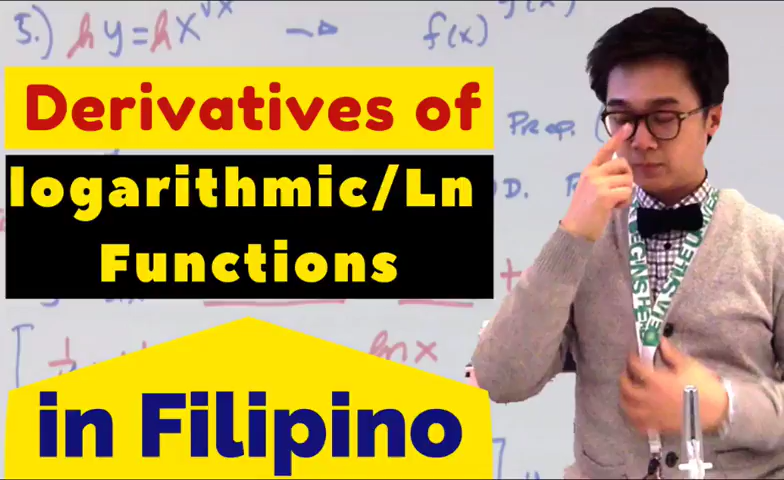 5.) ln y = ln x^√x → f(x) g(x)
Derivatives of
logarithmic/Ln
Functions
Prop.
D.
ln x
in Filipino